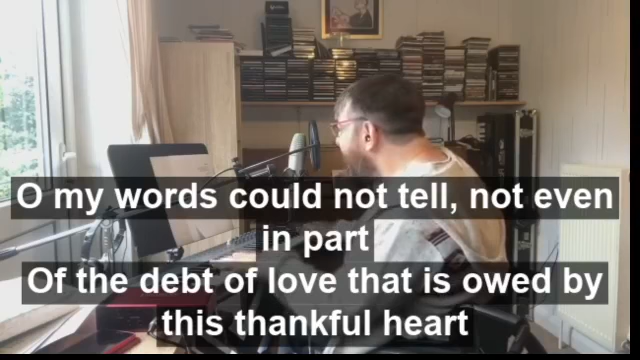 O my words could not tell, not even
in part
Of the debt of love that is owed by
this thankful heart